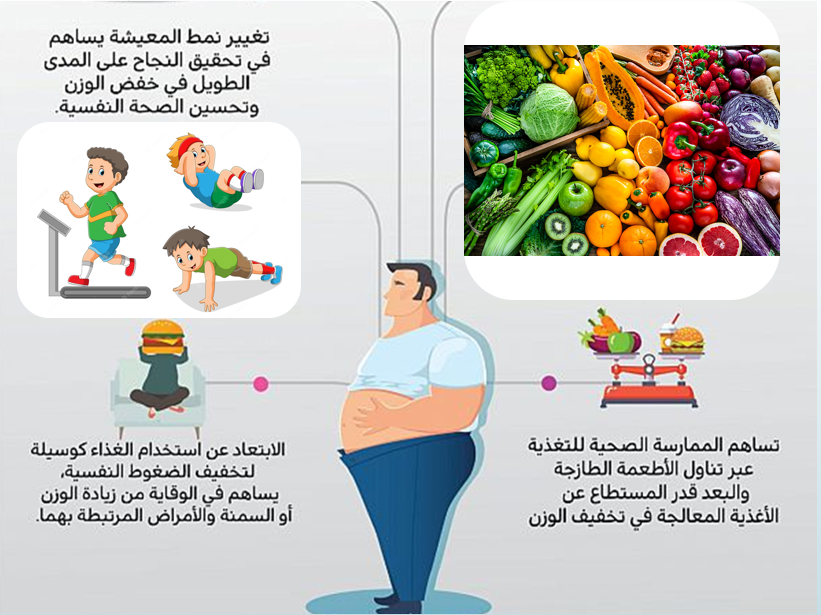 تغيير نمط المعيشة يساهم
في تحقيق النجاح على المدى
الطويل في خفض الوزن
وتحسين الصحة النفسية.
تساهم الممارسة الصحية للتغذية
عبر تناول الأطعمة الطازجة
والبعد قدر المستطاع عن
الأغذية المعالجة في تخفيف الوزن
الابتعاد عن استخدام الغذاء كوسيلة
لتخفيف الضغوط النفسية،
يساهم في الوقاية من زيادة الوزن
أو السمنة والأمراض المرتبطة بهما.